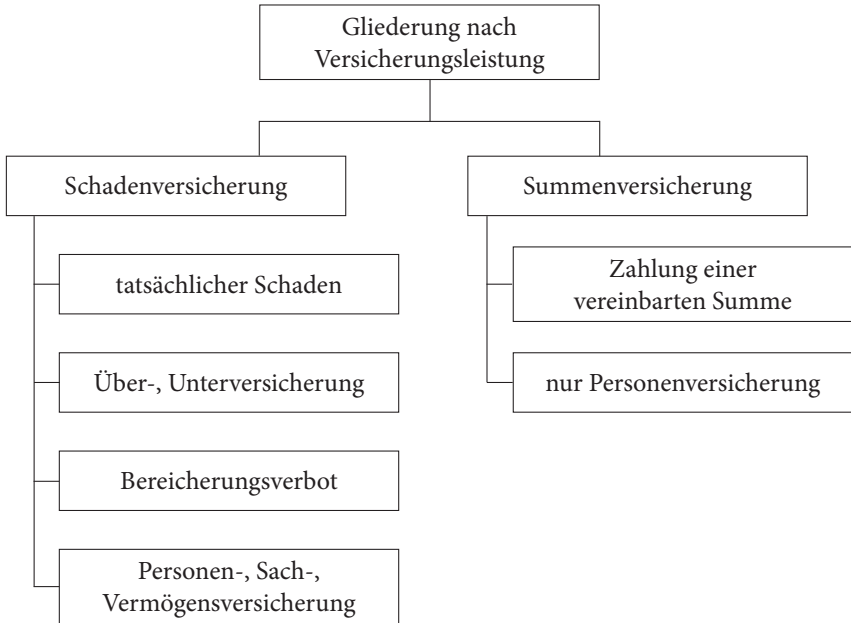 Gliederung nach
Versicherungsleistung
Schadenversicherung
Summenversicherung
tatsächlicher Schaden
Zahlung einer
vereinbarten Summe
Über-, Unterversicherung
nur Personenversicherung
Bereicherungsverbot
Personen-, Sach-,
Vermögensversicherung